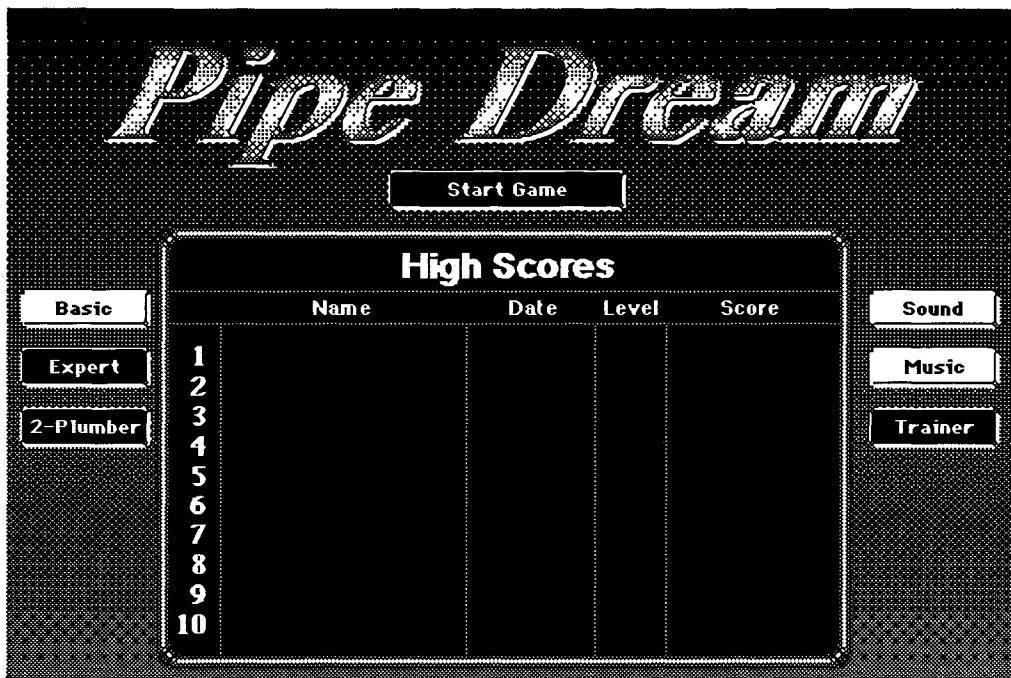 Pipe Dream
Start Game
High Scores
Name Date Level Score
Basic
Expert
2-Plumber
1
2
3
4
5
6
7
8
9
10
Sound
Music
Trainer